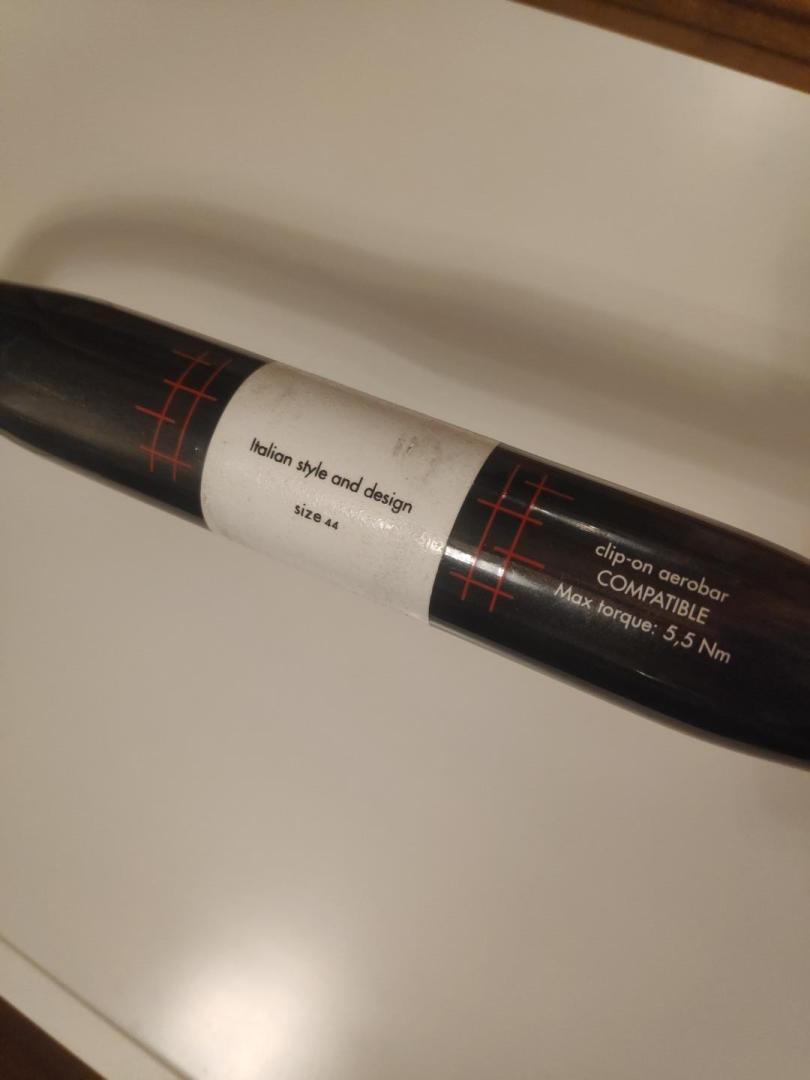 Italian style and design
size 44
clip-on aerobar
COMPATIBLE
Max torque: 5,5 Nm